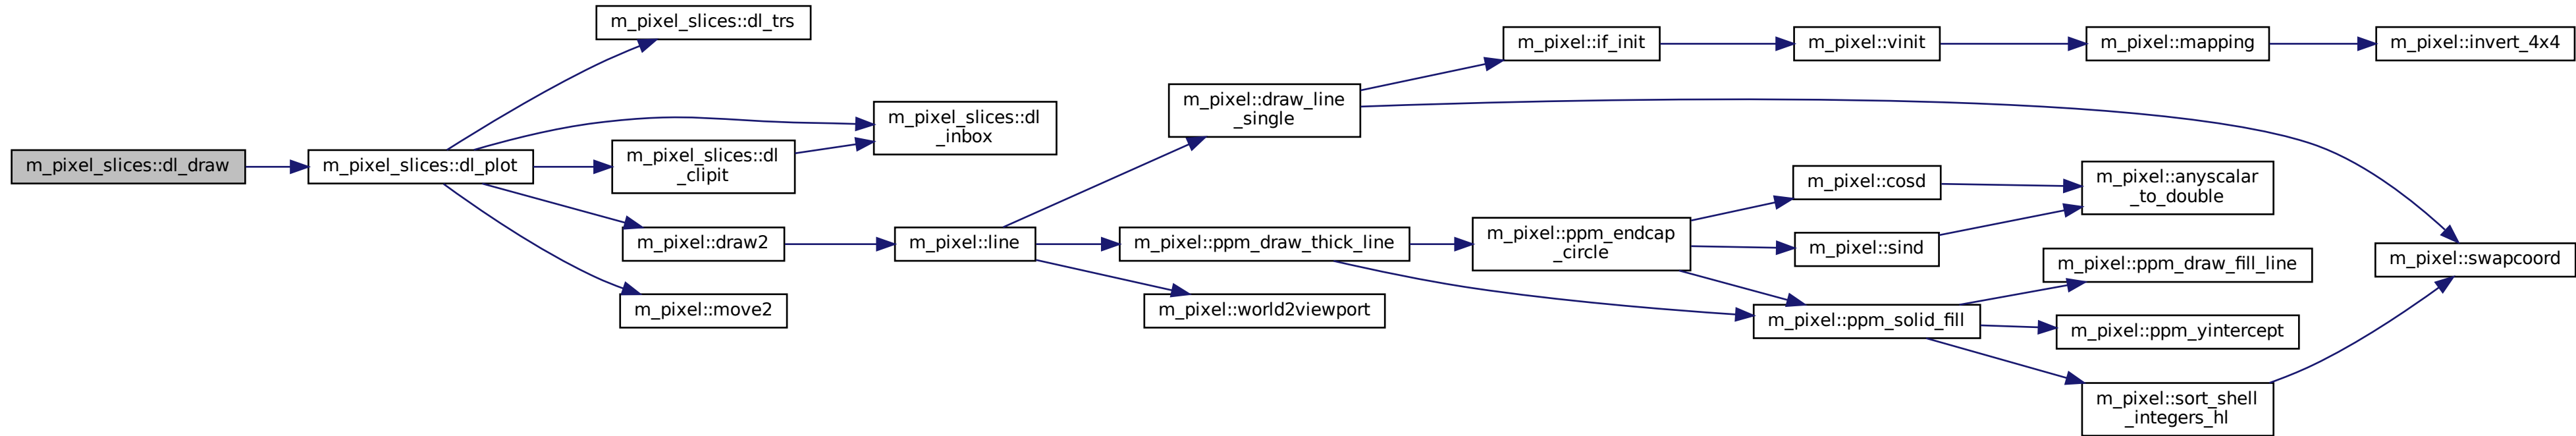 m_pixel_slices::dl_draw
m_pixel_slices::dl_plot
m_pixel_slices::dl_trs
m_pixel_slices::dl
_inbox
m_pixel_slices::dl
_clipit
m_pixel::draw2
m_pixel::move2
m_pixel::line
m_pixel::draw_line
_single
m_pixel::ppm_draw_thick_line
m_pixel::world2viewport
m_pixel::if_init
m_pixel::vinit
m_pixel::mapping
m_pixel::invert_4x4
m_pixel::ppm_endcap
_circle
m_pixel::cosd
m_pixel::sind
m_pixel::anyscalar
_to_double
m_pixel::ppm_solid_fill
m_pixel::ppm_draw_fill_line
m_pixel::ppm_yintercept
m_pixel::sort_shell
_integers_hl
m_pixel::swapcoord